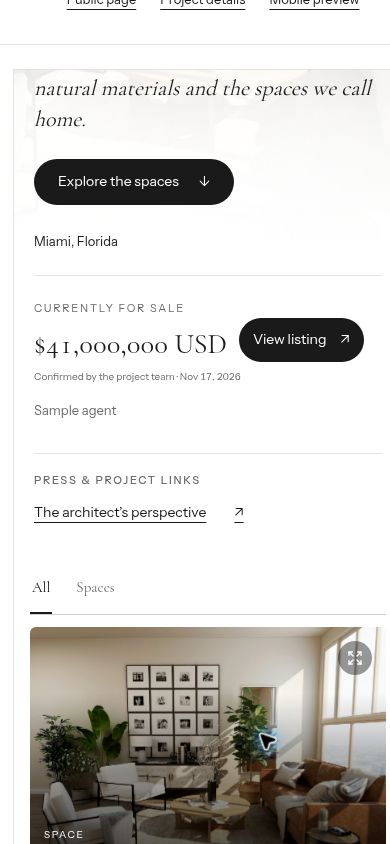 Public page Project details Mobile preview
natural materials and the spaces we call
home.
Explore the spaces ↓
Miami, Florida
CURRENTLY FOR SALE
$41,000,000 USD
View listing ↗
Confirmed by the project team · Nov 17, 2026
Sample agent
PRESS & PROJECT LINKS
The architect's perspective ↗
All Spaces
SPACE